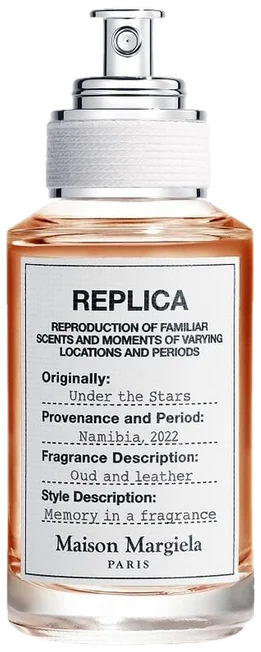 REPLICA
REPRODUCTION OF FAMILIAR
SCENTS AND MOMENTS OF VARYING
LOCATIONS AND PERIODS
Originally:
Under the Stars
Provenance and Period:
Namibia, 2022
Fragrance Description:
Oud and leather
Style Description:
Memory in a fragrance
Maison Margiela
PARIS